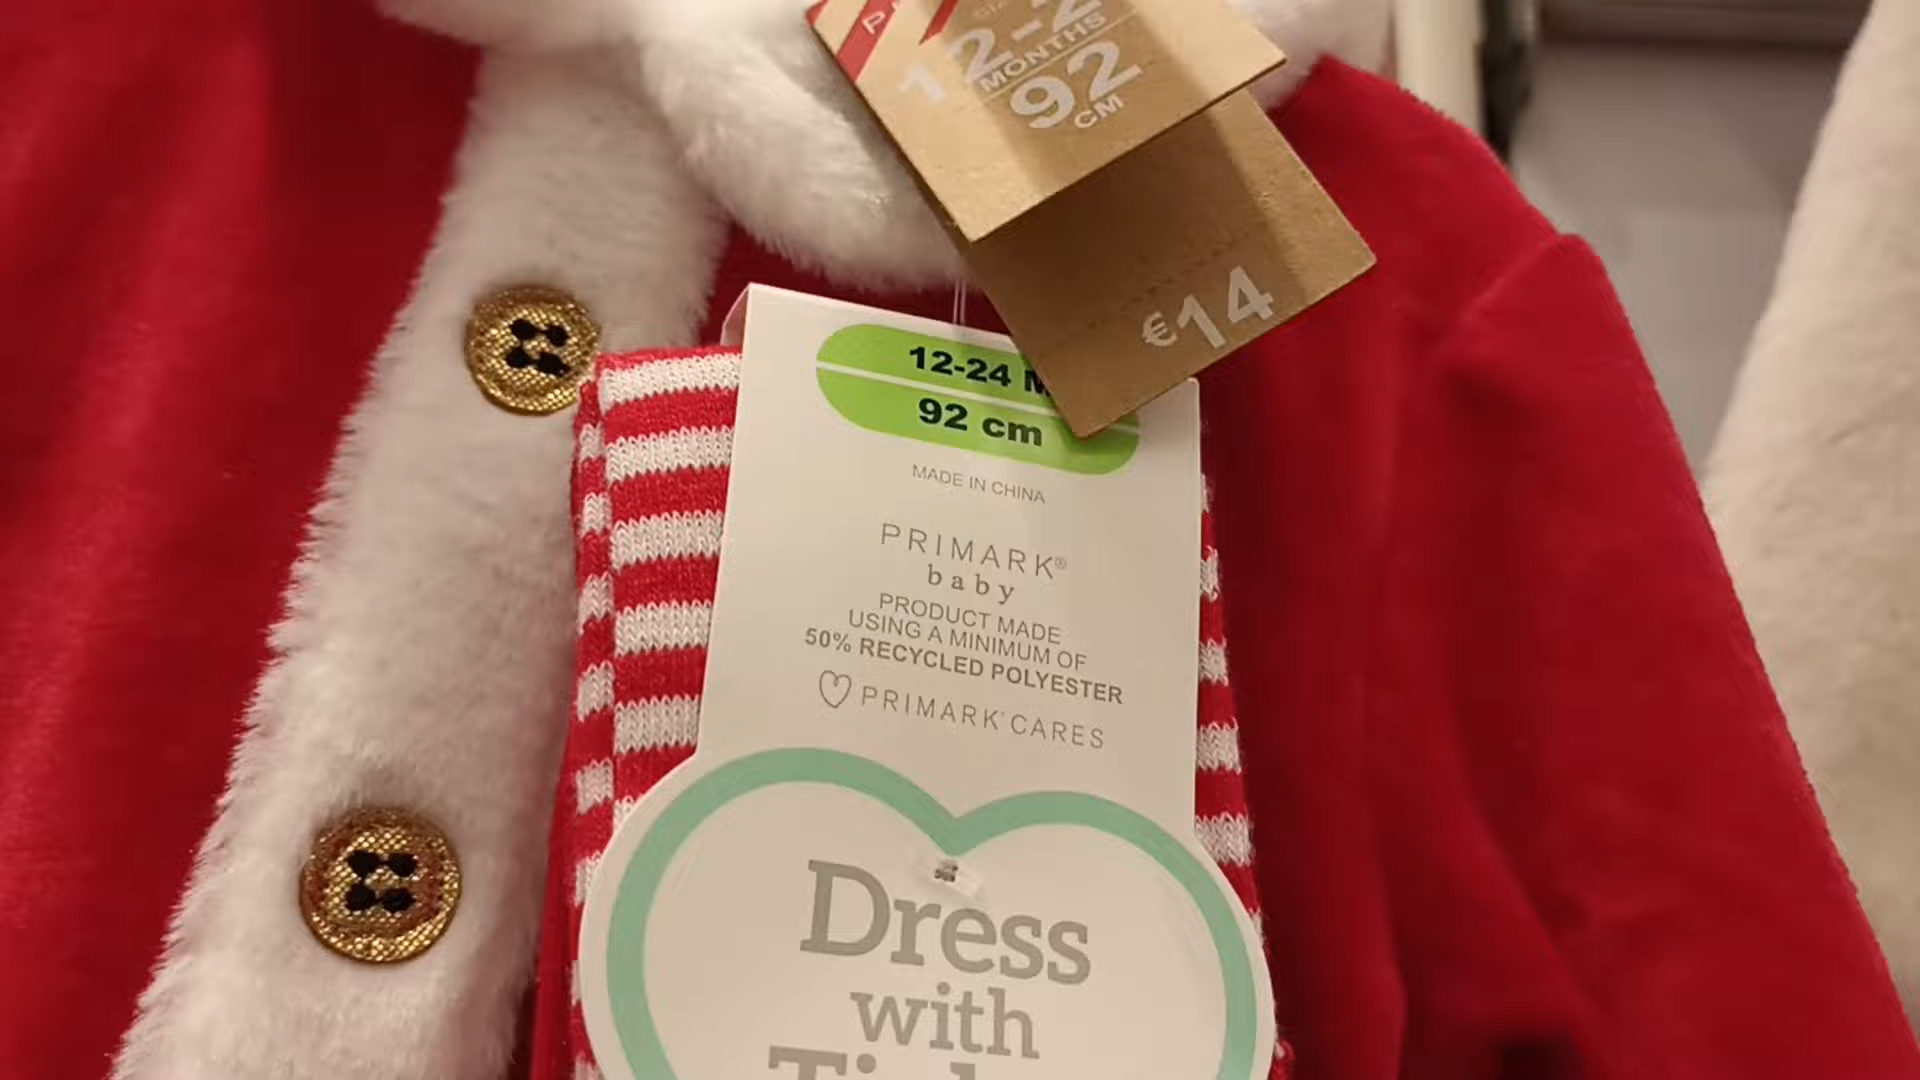 MONTHS
92
CM
€14
12-24
92 cm
MADE IN CHINA
PRIMARK®
baby
PRODUCT MADE
USING A MINIMUM OF
50% RECYCLED POLYESTER
PRIMARK® CARES
Dress
with